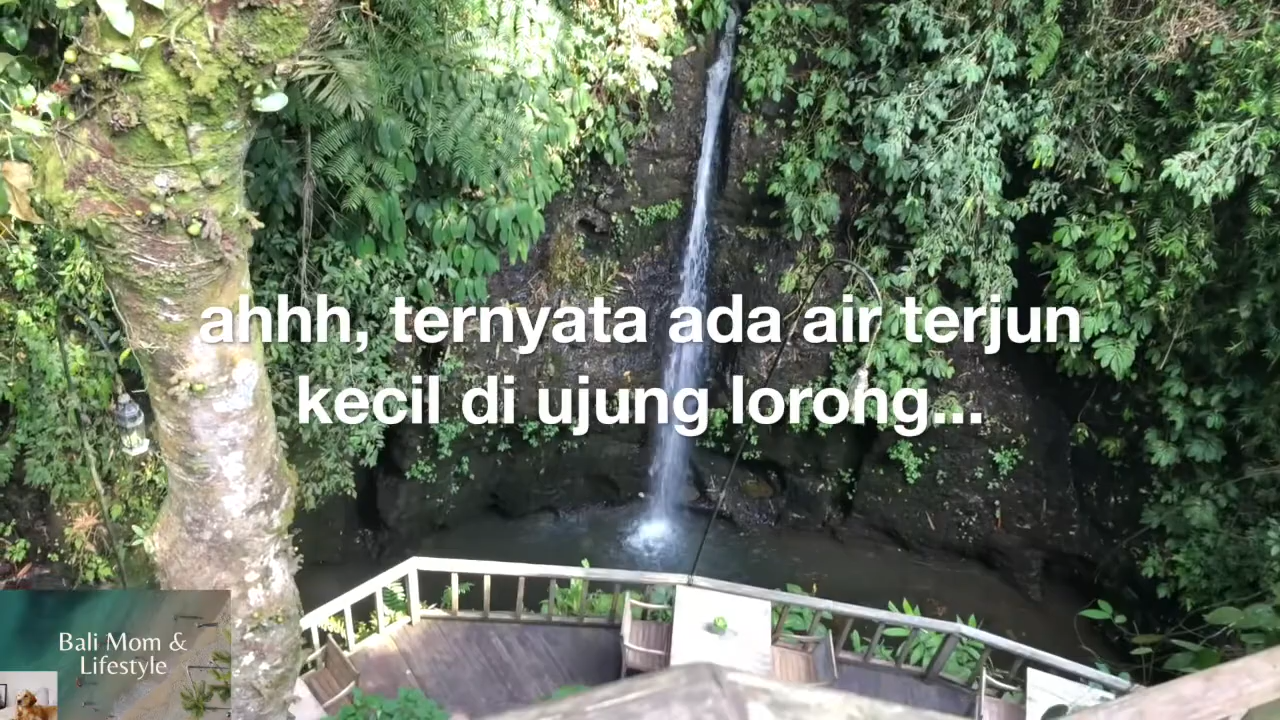 ahhh, ternyata ada air terjun
kecil di ujung lorong...
Bali Mom &
Lifestyle